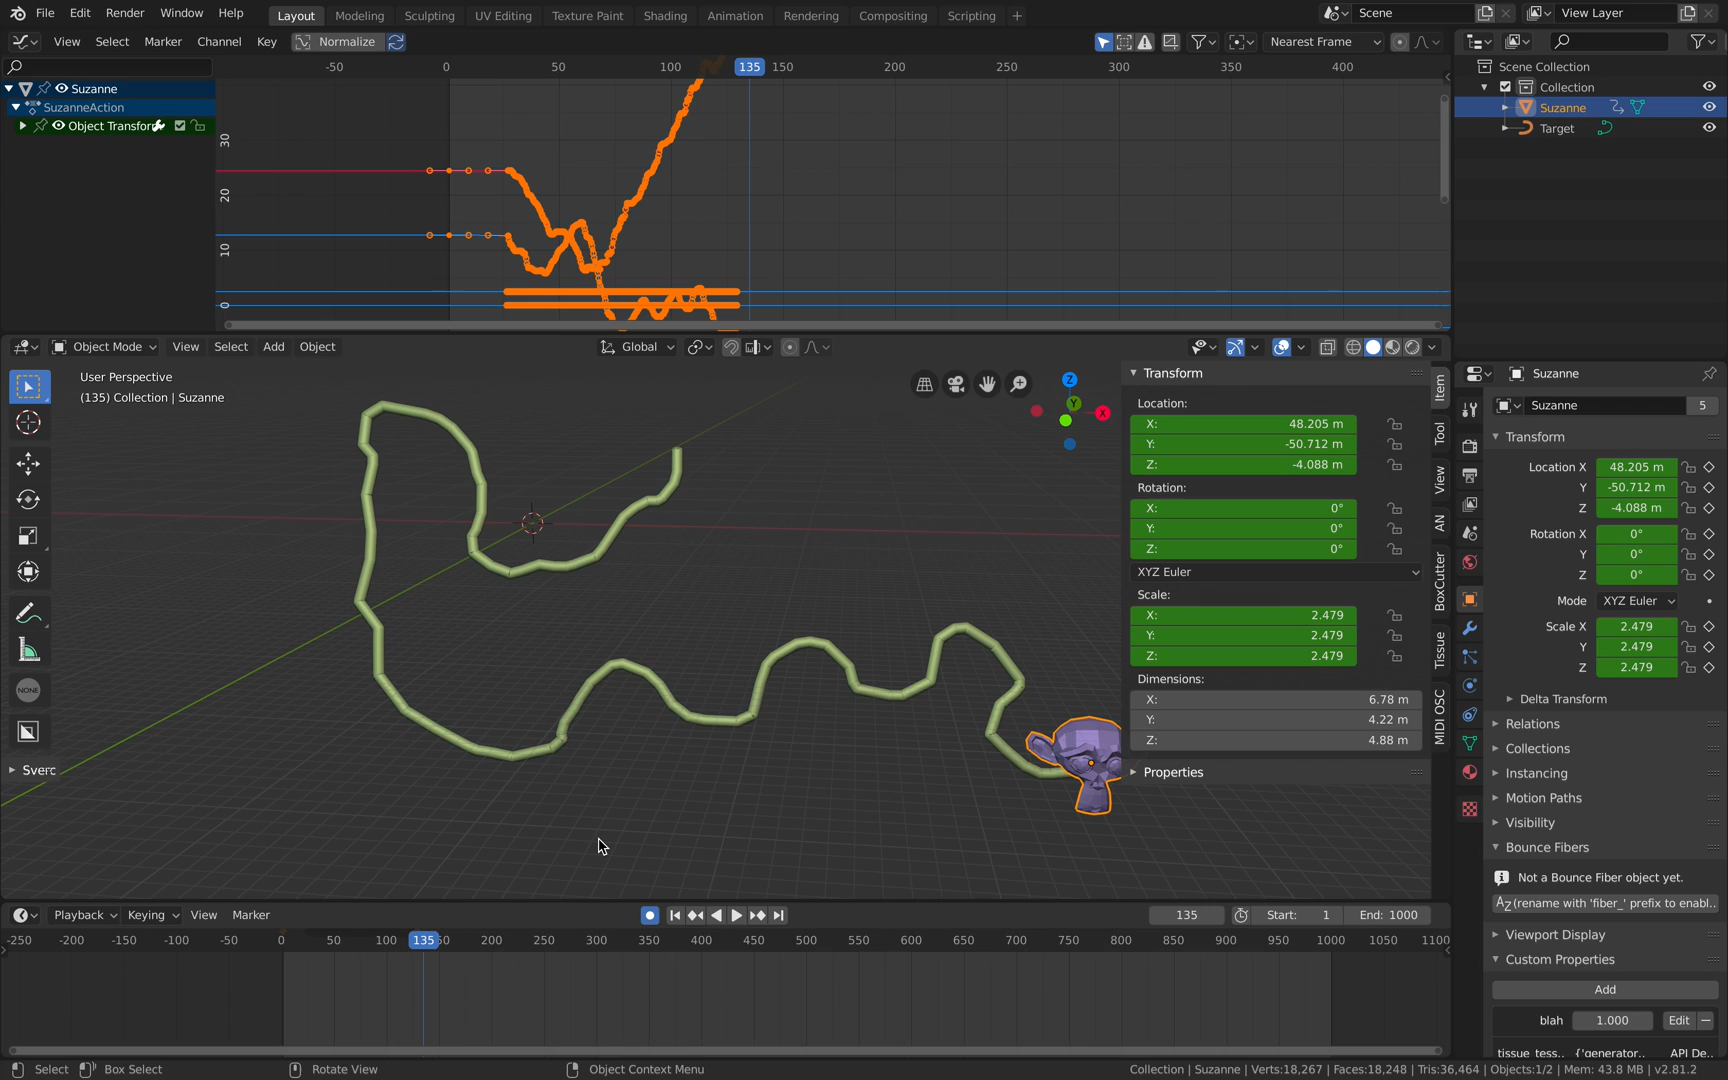 File Edit Render Window Help Layout Modeling Sculpting UV Editing Texture Paint Shading Animation Rendering Compositing Scripting + Scene View Layer
View Select Marker Channel Key Normalize Nearest Frame
-50 0 50 100 135 150 200 250 300 350 400
Suzanne
SuzanneAction
Object Transfor
30
20
10
0
Scene Collection
Collection
Suzanne
Target
Object Mode View Select Add Object Global
User Perspective
(135) Collection | Suzanne
Z
Y
X
Sverc
Transform
Location:
X: 48.205 m
Y: -50.712 m
Z: -4.088 m
Rotation:
X: 0°
Y: 0°
Z: 0°
XYZ Euler
Scale:
X: 2.479
Y: 2.479
Z: 2.479
Dimensions:
X: 6.78 m
Y: 4.22 m
Z: 4.88 m
Properties
Item
Tool
View
AN
BoxCutter
Tissue
MIDI OSC
NONE
Suzanne
Suzanne 5
Transform
Location X 48.205 m
Y -50.712 m
Z -4.088 m
Rotation X 0°
Y 0°
Z 0°
Mode XYZ Euler
Scale X 2.479
Y 2.479
Z 2.479
Delta Transform
Relations
Collections
Instancing
Motion Paths
Visibility
Bounce Fibers
Not a Bounce Fiber object yet.
(rename with 'fiber_' prefix to enabl..
Viewport Display
Custom Properties
Add
blah 1.000 Edit
tissue_tess.. {'generator.. API De..
Playback Keying View Marker 135 Start: 1 End: 1000
-250 -200 -150 -100 -50 0 50 100 135 50 200 250 300 350 400 450 500 550 600 650 700 750 800 850 900 950 1000 1050 1100
Select Box Select Rotate View Object Context Menu Collection | Suzanne | Verts:18,267 | Faces:18,248 | Tris:36,464 | Objects:1/2 | Mem: 43.8 MB | v2.81.2